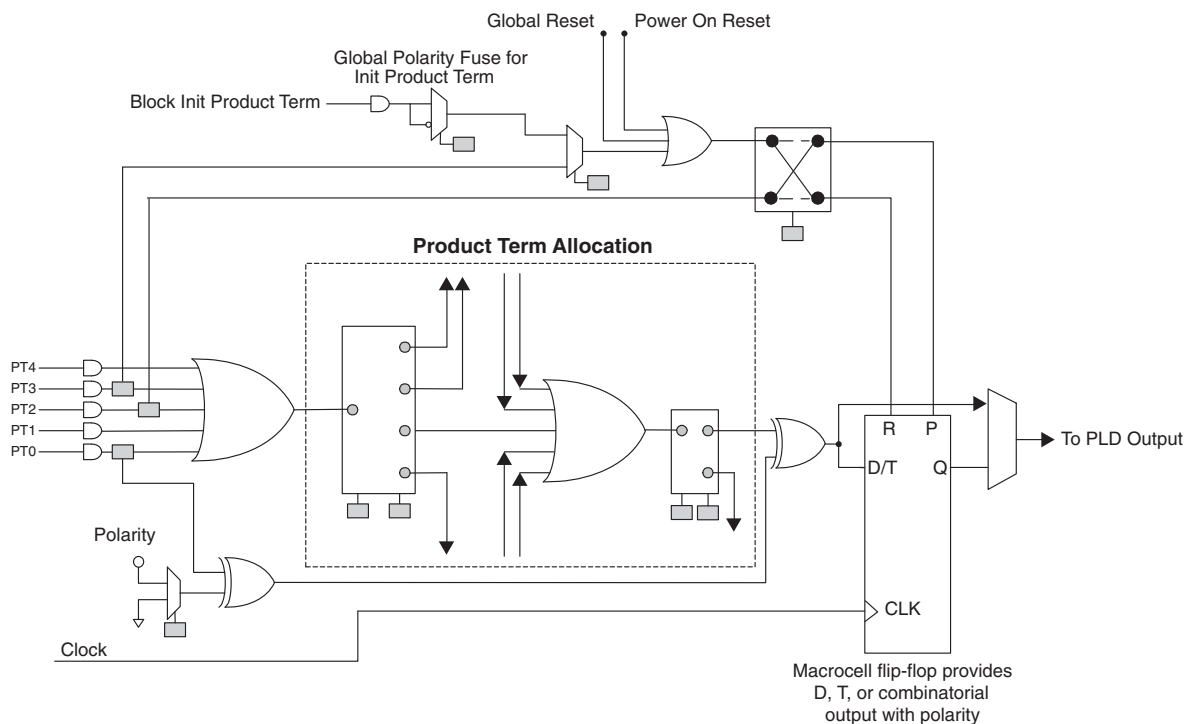 Global Reset
Power On Reset
Global Polarity Fuse for
Init Product Term
Block Init Product Term
Product Term Allocation
PT4
PT3
PT2
PT1
PT0
R
P
To PLD Output
D/T
Q
Polarity
CLK
Clock
Macrocell flip-flop provides
D, T, or combinatorial
output with polarity